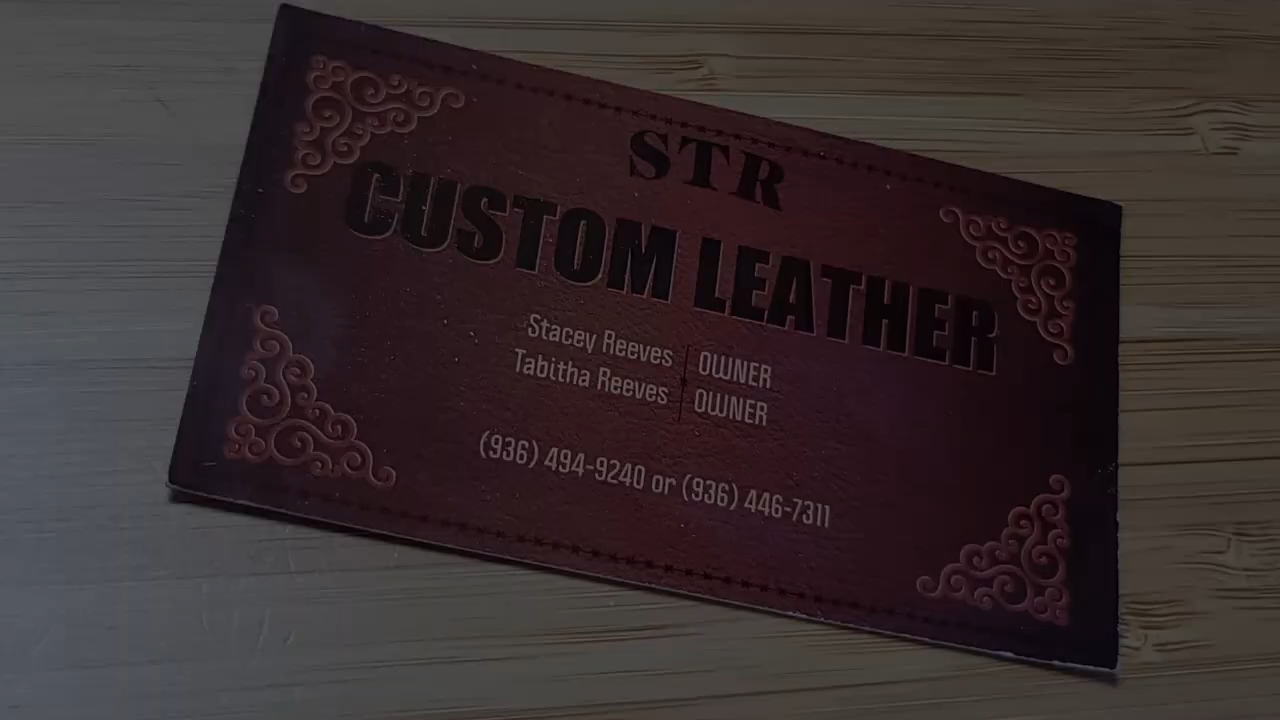 STR
CUSTOM LEATHER
Stacey Reeves OWNER
Tabitha Reeves OWNER
(936) 494-9240 or (936) 446-7311